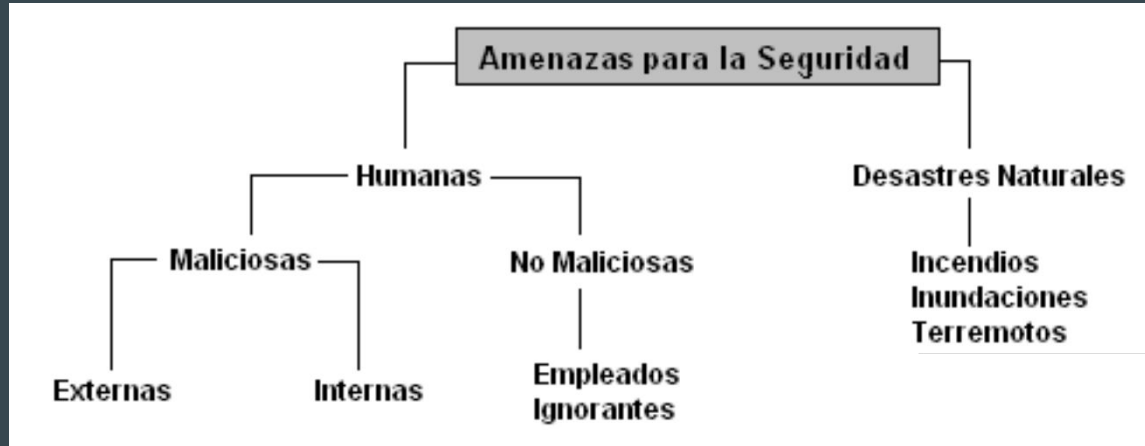 Amenazas para la Seguridad
Humanas
Desastres Naturales
Maliciosas
No Maliciosas
Incendios
Inundaciones
Terremotos
Externas
Internas
Empleados
Ignorantes